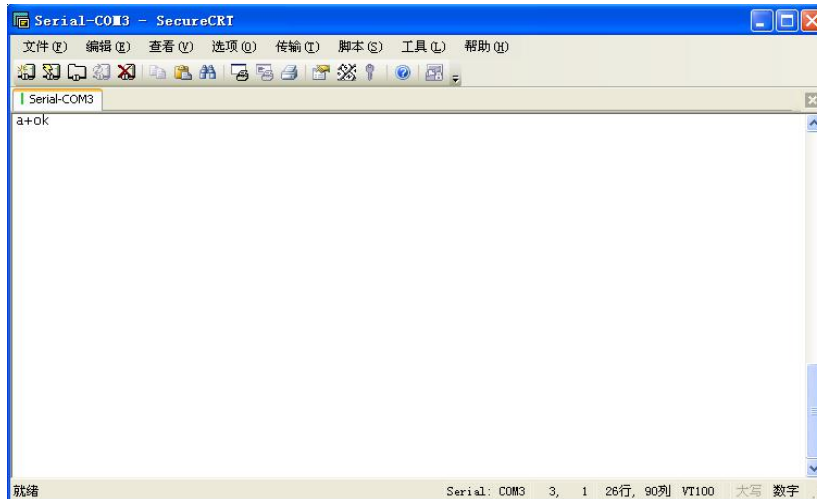 Serial-COM3 - SecureCRT
文件(F) 编辑(E) 查看(V) 选项(O) 传输(T) 脚本(S) 工具(L) 帮助(H)
Serial-COM3
a+ok
就绪 Serial: COM3 3, 1 26行, 90列 VT100 大写 数字